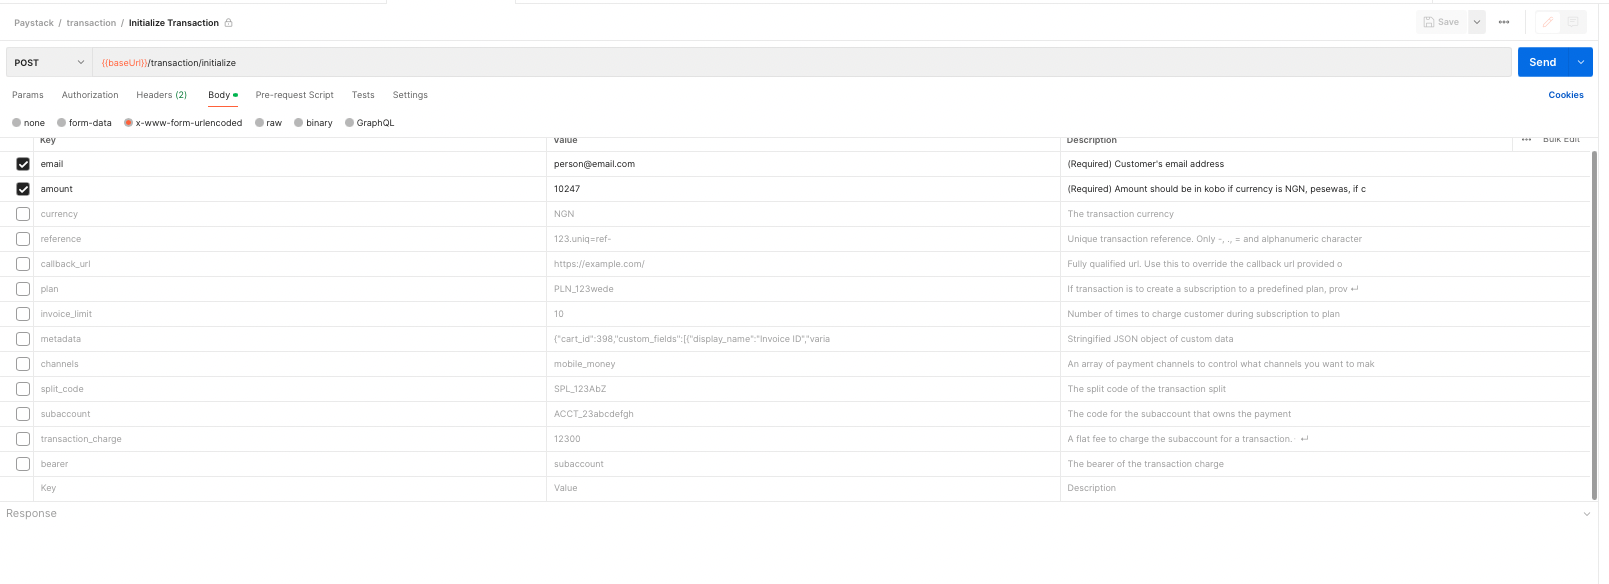 Paystack / transaction / Initialize Transaction
Save
POST {{baseUrl}}/transaction/initialize Send
Params Authorization Headers (2) Body Pre-request Script Tests Settings Cookies
none form-data x-www-form-urlencoded raw binary GraphQL
Key Value Description Bulk Edit
email person@email.com (Required) Customer's email address
amount 10247 (Required) Amount should be in kobo if currency is NGN, pesewas, if c
currency NGN The transaction currency
reference 123.uniq=ref- Unique transaction reference. Only -, ., = and alphanumeric character
callback_url https://example.com/ Fully qualified url. Use this to override the callback url provided o
plan PLN_123wede If transaction is to create a subscription to a predefined plan, prov ↵
invoice_limit 10 Number of times to charge customer during subscription to plan
metadata {"cart_id":398,"custom_fields":[{"display_name":"Invoice ID","varia Stringified JSON object of custom data
channels mobile_money An array of payment channels to control what channels you want to mak
split_code SPL_123AbZ The split code of the transaction split
subaccount ACCT_23abcdefgh The code for the subaccount that owns the payment
transaction_charge 12300 A flat fee to charge the subaccount for a transaction. ↵
bearer subaccount The bearer of the transaction charge
Key Value Description
Response